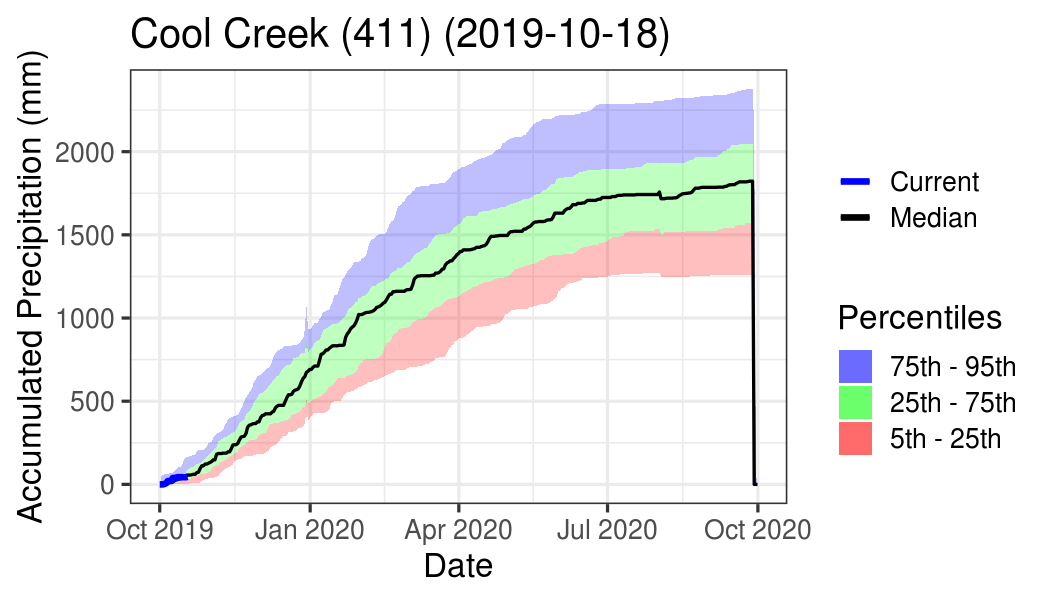 Cool Creek (411) (2019-10-18)
Accumulated Precipitation (mm)
2000
1500
1000
500
0
Oct 2019
Jan 2020
Apr 2020
Jul 2020
Oct 2020
Date
Current
Median
Percentiles
75th - 95th
25th - 75th
5th - 25th